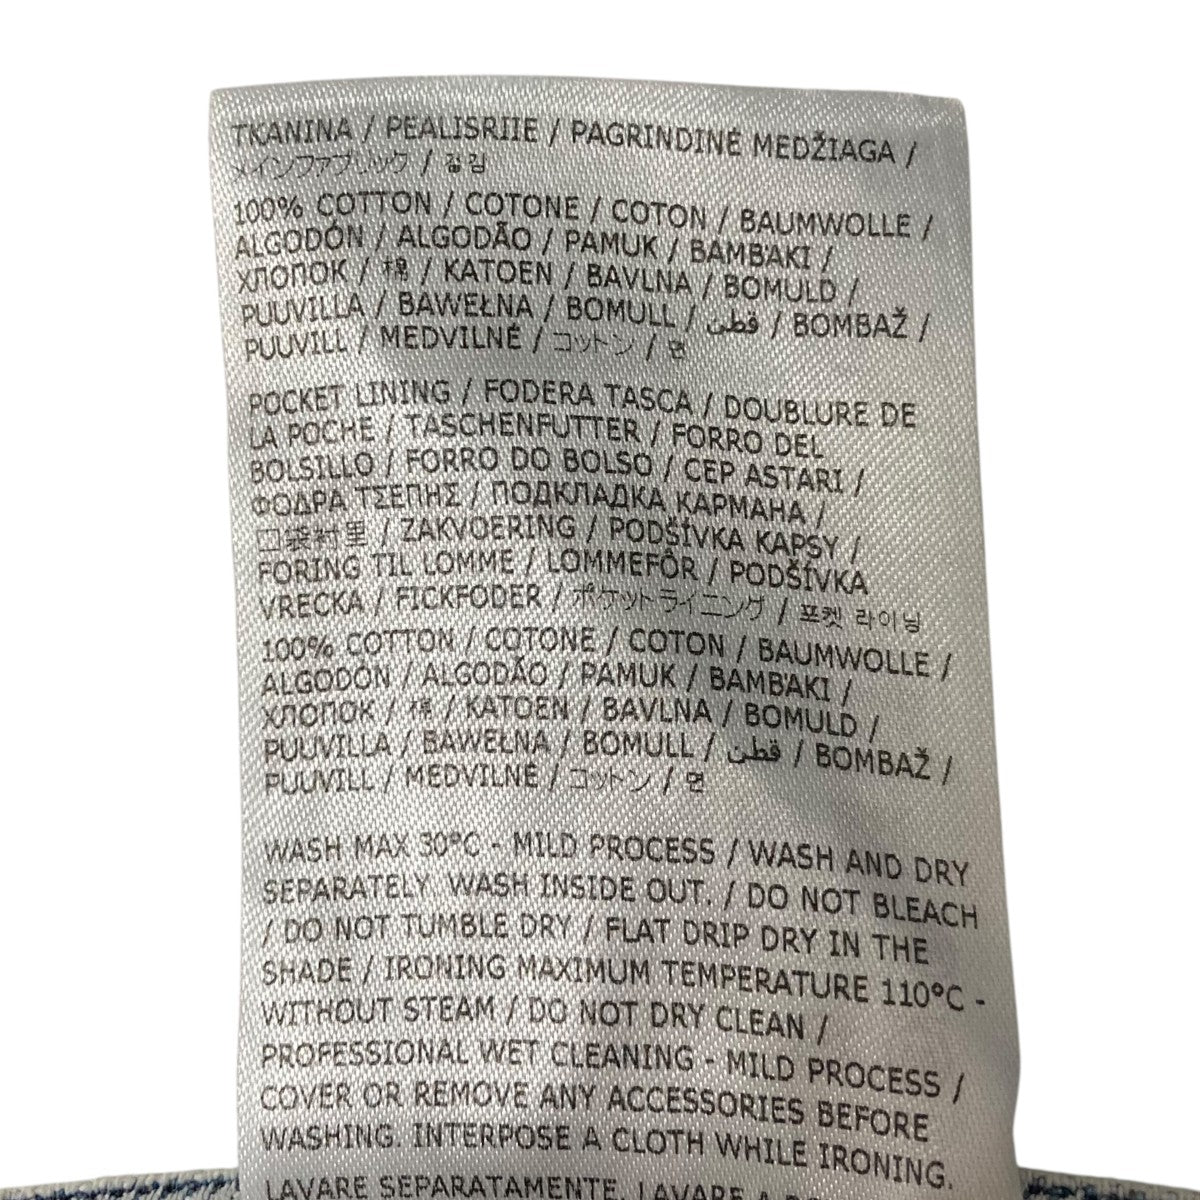 TKANINA / PEALISRIIE / PAGRINDINĖ MEDŽIAGA /
メインファブリック / 겉감
100% COTTON / COTONE / COTON / BAUMWOLLE /
ALGODÓN / ALGODÃO / PAMUK / BAMBAKI /
ХЛОПОК / 棉 / KATOEN / BAVLNA / BOMULD /
PUUVILLA / BAWEŁNA / BOMULL / قطن / BOMBAŽ /
PUUVILL / MEDVILNĖ / コットン / 면
POCKET LINING / FODERA TASCA / DOUBLURE DE
LA POCHE / TASCHENFUTTER / FORRO DEL
BOLSILLO / FORRO DO BOLSO / CEP ASTARI /
ΦΟΔΡΑ ΤΣΕΠΗΣ / ПОДКЛАДКА КАРМАНА /
口袋衬里 / ZAKVOERING / PODŠÍVKA KAPSY /
FORING TIL LOMME / LOMMEFÔR / PODŠÍVKA
VRECKA / FICKFODER / ポケットライニング / 포켓 라이닝
100% COTTON / COTONE / COTON / BAUMWOLLE /
ALGODÓN / ALGODÃO / PAMUK / BAMBAKI /
ХЛОПОК / 棉 / KATOEN / BAVLNA / BOMULD /
PUUVILLA / BAWEŁNA / BOMULL / قطن / BOMBAŽ /
PUUVILL / MEDVILNĖ / コットン / 면
WASH MAX 30°C - MILD PROCESS / WASH AND DRY
SEPARATELY. WASH INSIDE OUT. / DO NOT BLEACH
/ DO NOT TUMBLE DRY / FLAT DRIP DRY IN THE
SHADE / IRONING MAXIMUM TEMPERATURE 110°C -
WITHOUT STEAM / DO NOT DRY CLEAN /
PROFESSIONAL WET CLEANING - MILD PROCESS /
COVER OR REMOVE ANY ACCESSORIES BEFORE
WASHING. INTERPOSE A CLOTH WHILE IRONING.
LAVARE SEPARATAMENTE. LAVARE A